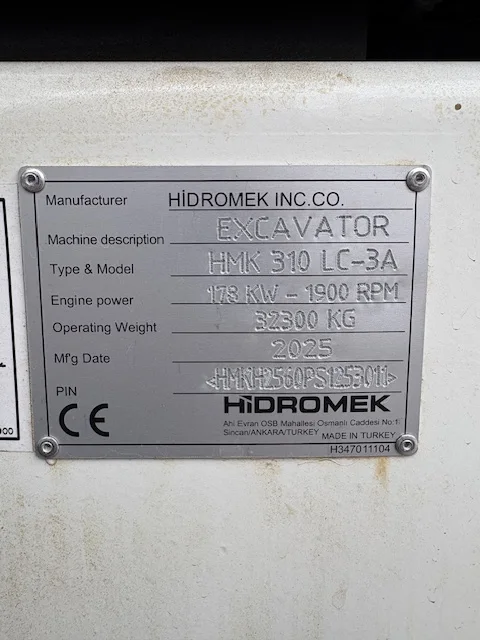 Manufacturer HİDROMEK INC.CO.
Machine description EXCAVATOR
Type & Model HMK 310 LC-3A
Engine power 178 KW - 1900 RPM
Operating Weight 32300 KG
Mf'g Date 2025
PIN <HMK1H2560PS1253011>
CE
HİDROMEK
Ahi Evran OSB Mahallesi Osmanlı Caddesi No:1
Sincan/ANKARA/TURKEY MADE IN TURKEY
H347011104